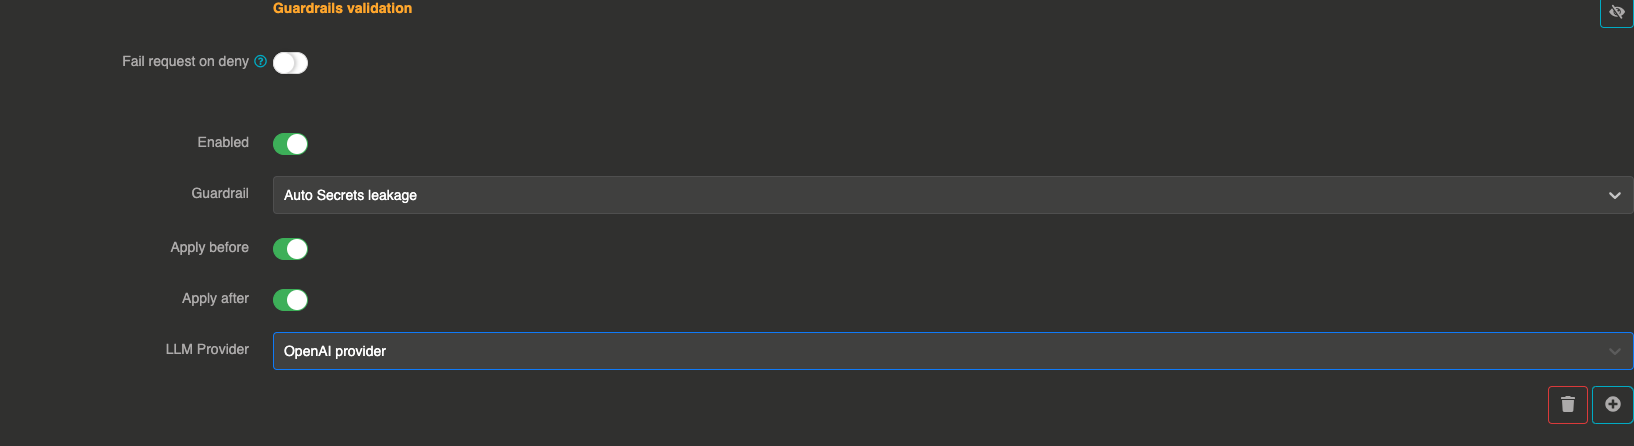 Guardrails validation
Fail request on deny ?
Enabled
Guardrail
Auto Secrets leakage
Apply before
Apply after
LLM Provider
OpenAI provider